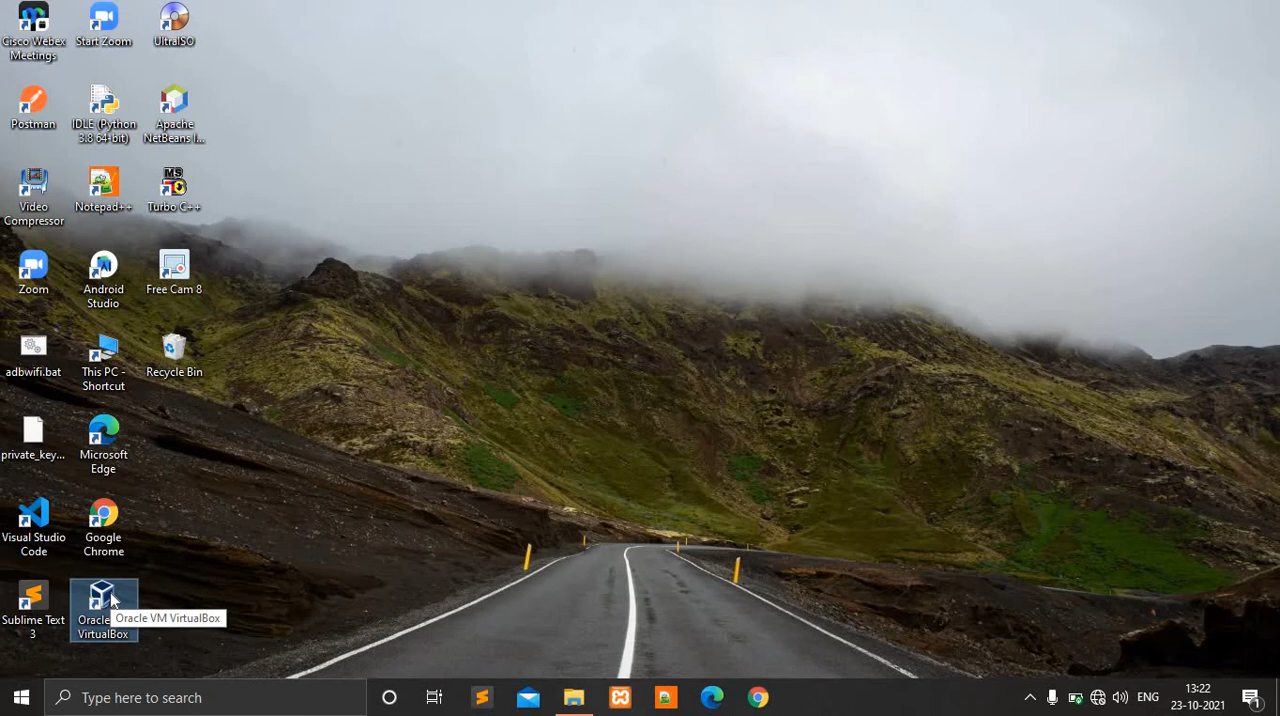 Cisco Webex
Meetings
Start Zoom
UltraISO
Postman
IDLE (Python
3.8 64-bit)
Apache
NetBeans I...
Video
Compressor
Notepad++
MS
Turbo C++
Zoom
Android
Studio
Free Cam 8
adbwifi.bat
This PC -
Shortcut
Recycle Bin
private_key...
Microsoft
Edge
Visual Studio
Code
Google
Chrome
Sublime Text
3
Oracle
VirtualBox
Oracle VM VirtualBox
Type here to search
ENG
13:22
23-10-2021
1